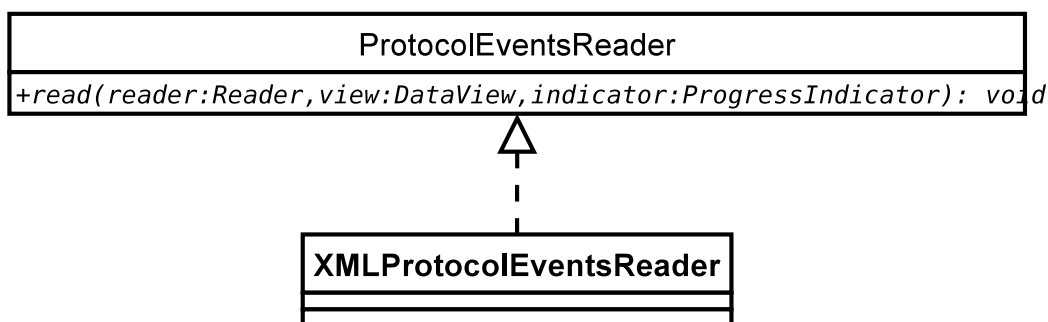 ProtocolEventsReader
+read(reader:Reader,view:DataView,indicator:ProgressIndicator): void
XMLProtocolEventsReader